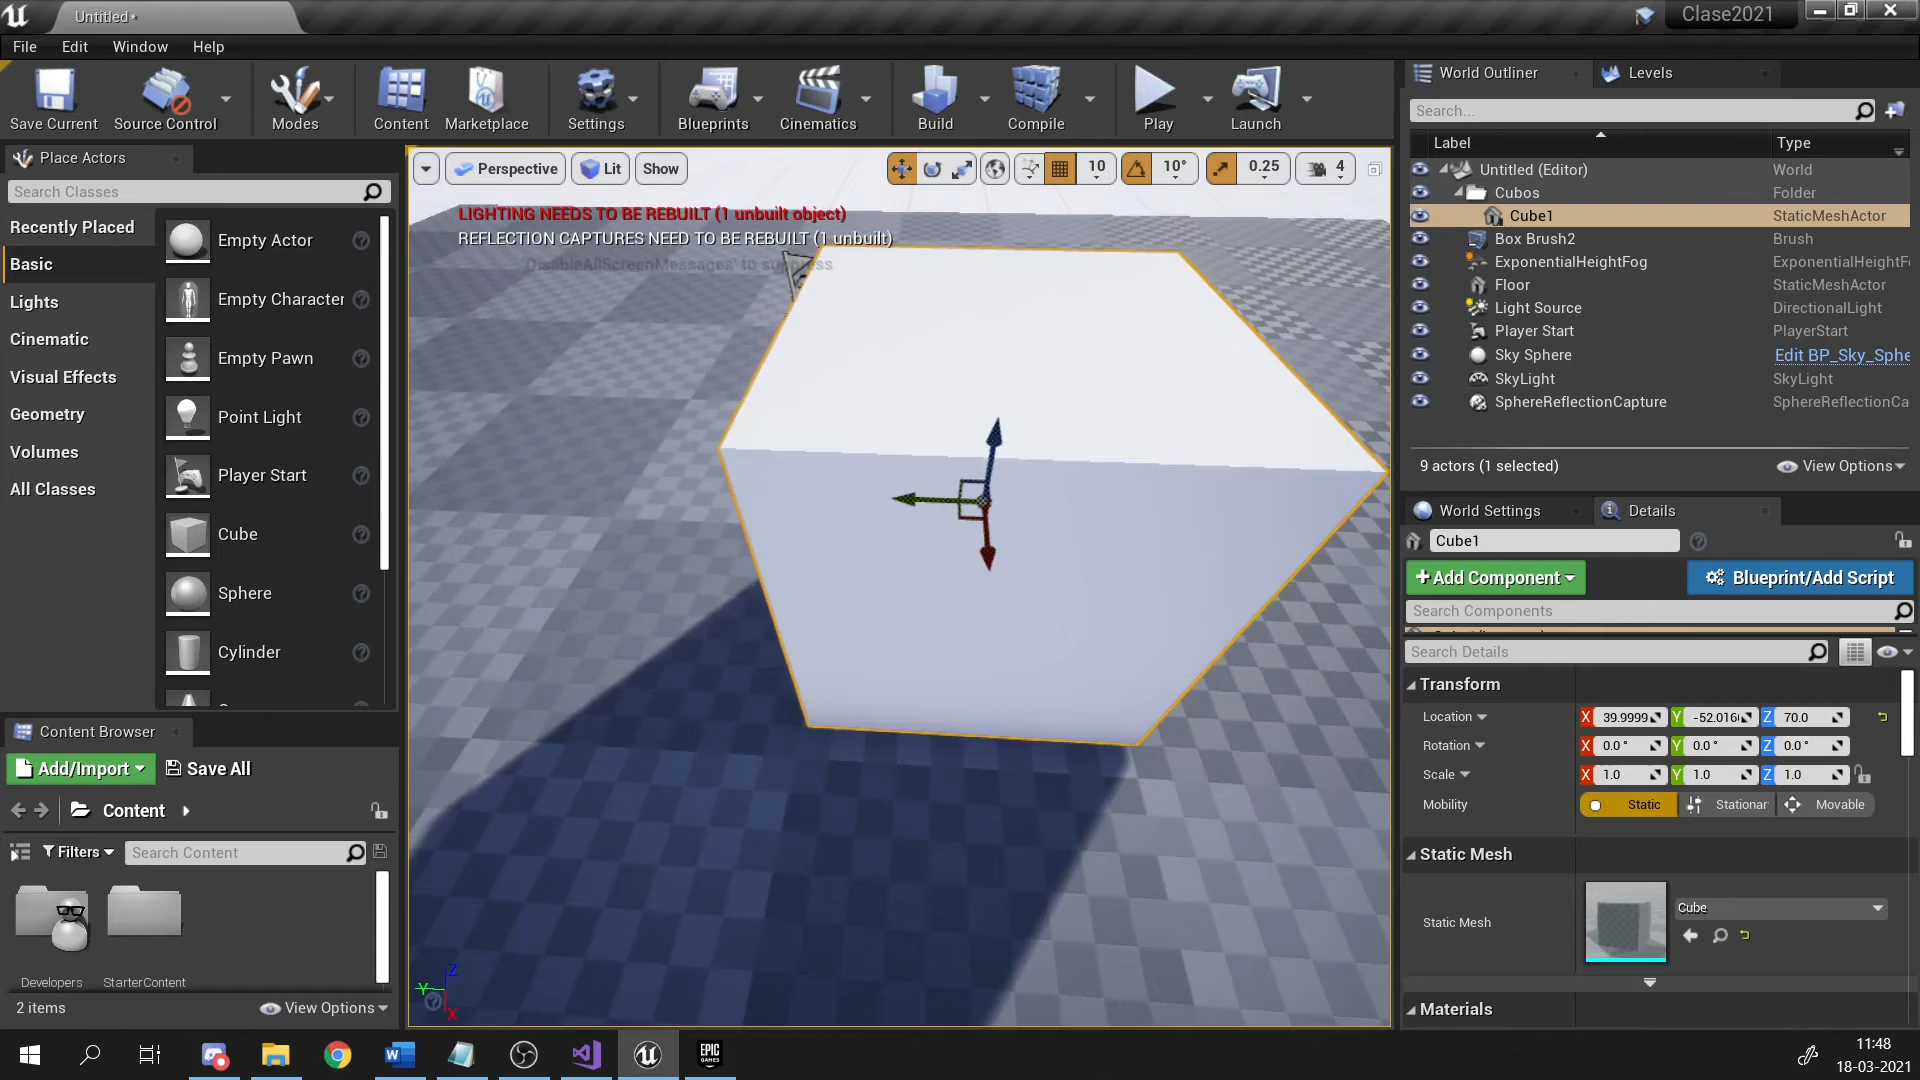 Untitled*
Clase2021
File Edit Window Help
Save Current
Source Control
Modes
Content
Marketplace
Settings
Blueprints
Cinematics
Build
Compile
Play
Launch
Place Actors
Search Classes
Recently Placed
Basic
Lights
Cinematic
Visual Effects
Geometry
Volumes
All Classes
Empty Actor
Empty Character
Empty Pawn
Point Light
Player Start
Cube
Sphere
Cylinder
Content Browser
Add/Import
Save All
Content
Filters
Search Content
Developers
StarterContent
2 items
View Options
Perspective
Lit
Show
10
10°
0.25
4
LIGHTING NEEDS TO BE REBUILT (1 unbuilt object)
REFLECTION CAPTURES NEED TO BE REBUILT (1 unbuilt)
'DisableAllScreenMessages' to suppress
Z
Y
X
World Outliner
Levels
Search...
Label Type
Untitled (Editor) World
Cubos Folder
Cube1 StaticMeshActor
Box Brush2 Brush
ExponentialHeightFog ExponentialHeightF
Floor StaticMeshActor
Light Source DirectionalLight
Player Start PlayerStart
Sky Sphere Edit BP_Sky_Sphe
SkyLight SkyLight
SphereReflectionCapture SphereReflectionCa
9 actors (1 selected)
View Options
World Settings
Details
Cube1
Add Component
Blueprint/Add Script
Search Components
Search Details
Transform
Location X 39.9999 Y -52.016 Z 70.0
Rotation X 0.0 ° Y 0.0 ° Z 0.0 °
Scale X 1.0 Y 1.0 Z 1.0
Mobility Static Stationar Movable
Static Mesh
Static Mesh
Cube
Materials
EPIC
GAMES
11:48
18-03-2021